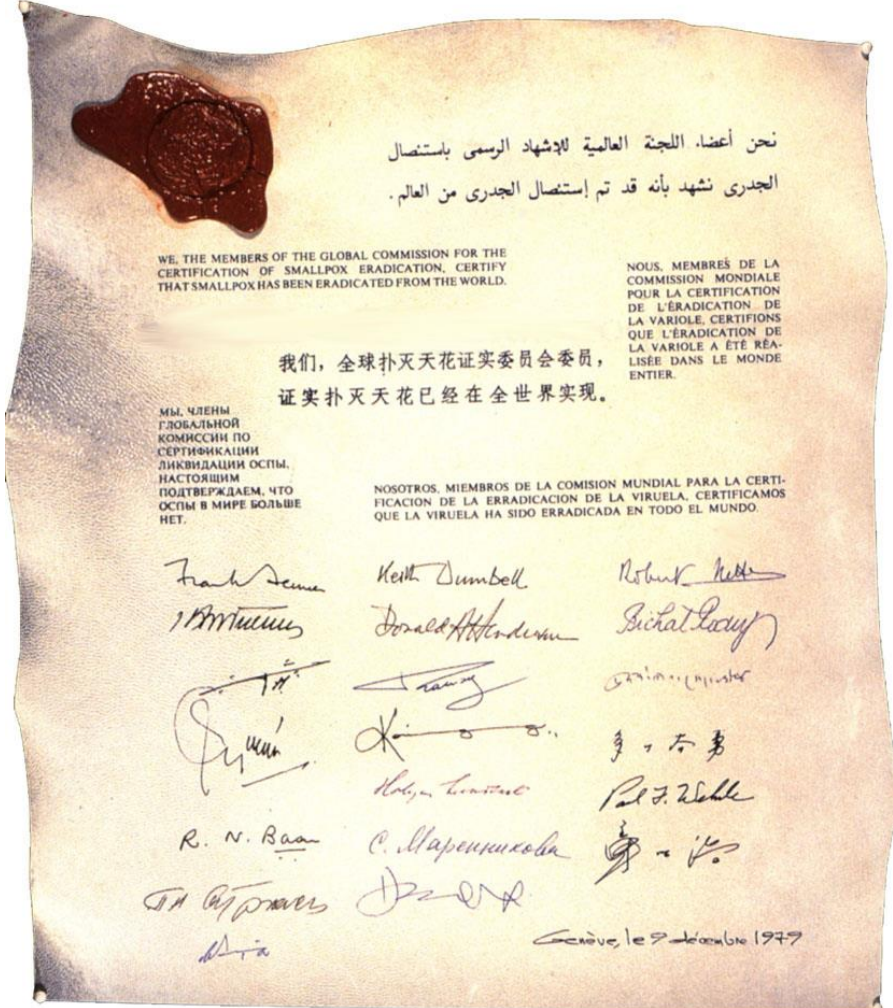 نحن أعضاء اللجنة العالمية للإشهاد الرسمى باستئصال
الجدرى نشهد بأنه قد تم إستئصال الجدرى من العالم .
WE, THE MEMBERS OF THE GLOBAL COMMISSION FOR THE
CERTIFICATION OF SMALLPOX ERADICATION, CERTIFY
THAT SMALLPOX HAS BEEN ERADICATED FROM THE WORLD.
NOUS, MEMBRES DE LA
COMMISSION MONDIALE
POUR LA CERTIFICATION
DE L'ÉRADICATION DE
LA VARIOLE, CERTIFIONS
QUE L'ÉRADICATION DE
LA VARIOLE A ÉTÉ RÉA-
LISÉE DANS LE MONDE
ENTIER.
我们，全球扑灭天花证实委员会委员，
证实扑灭天花已经在全世界实现。
МЫ, ЧЛЕНЫ
ГЛОБАЛЬНОЙ
КОМИССИИ ПО
СЕРТИФИКАЦИИ
ЛИКВИДАЦИИ ОСПЫ,
НАСТОЯЩИМ
ПОДТВЕРЖДАЕМ, ЧТО
ОСПЫ В МИРЕ БОЛЬШЕ
НЕТ.
NOSOTROS, MIEMBROS DE LA COMISION MUNDIAL PARA LA CERTI-
FICACION DE LA ERRADICACION DE LA VIRUELA, CERTIFICAMOS
QUE LA VIRUELA HA SIDO ERRADICADA EN TODO EL MUNDO.
Frank Fenner Keith Dumbell Robert Netter
Donald A Henderson Bichat Rodrigues
Paul F. Wehrle
R. N. Basu С. Маренникова
Genève, le 9 décembre 1979